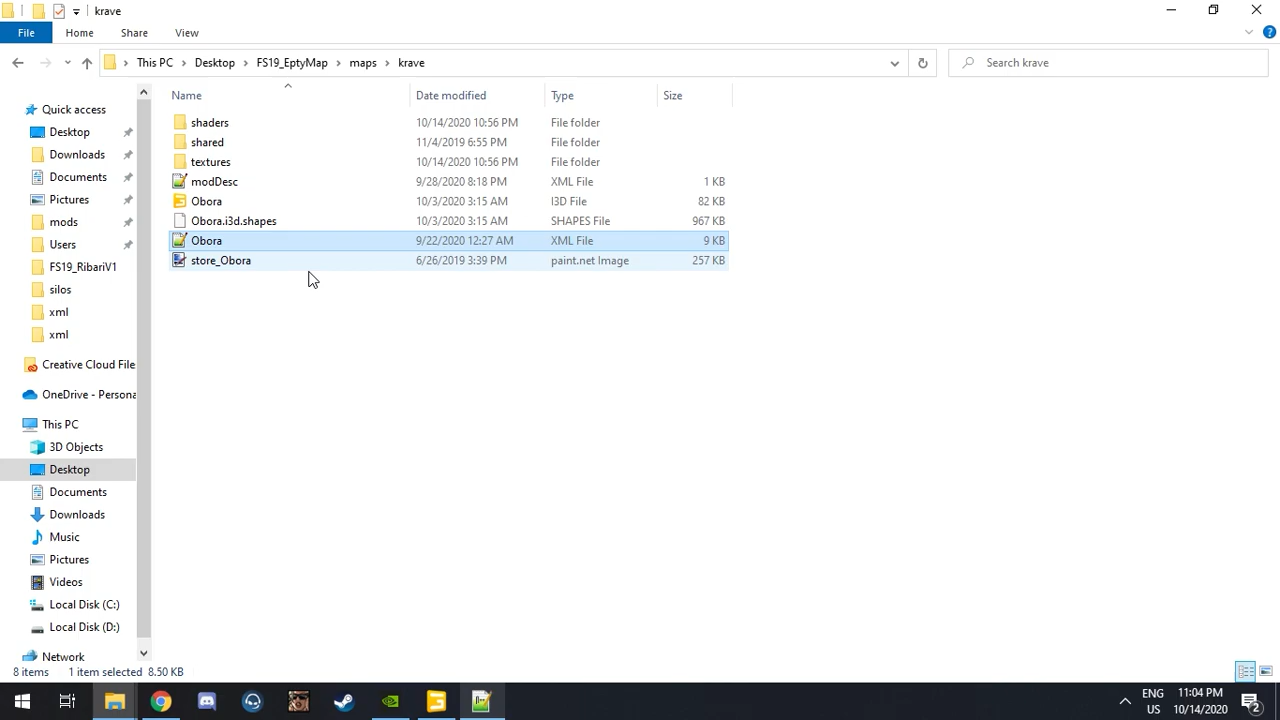 krave
File Home Share View
This PC Desktop FS19_EptyMap maps krave Search krave
Name Date modified Type Size
Quick access
Desktop
Downloads
Documents
Pictures
mods
Users
FS19_RibariV1
silos
xml
xml
Creative Cloud File
OneDrive - Persona
This PC
3D Objects
Desktop
Documents
Downloads
Music
Pictures
Videos
Local Disk (C:)
Local Disk (D:)
Network
shaders 10/14/2020 10:56 PM File folder
shared 11/4/2019 6:55 PM File folder
textures 10/14/2020 10:56 PM File folder
modDesc 9/28/2020 8:18 PM XML File 1 KB
Obora 10/3/2020 3:15 AM I3D File 82 KB
Obora.i3d.shapes 10/3/2020 3:15 AM SHAPES File 967 KB
Obora 9/22/2020 12:27 AM XML File 9 KB
store_Obora 6/26/2019 3:39 PM paint.net Image 257 KB
8 items 1 item selected 8.50 KB
ENG 11:04 PM
US 10/14/2020 2